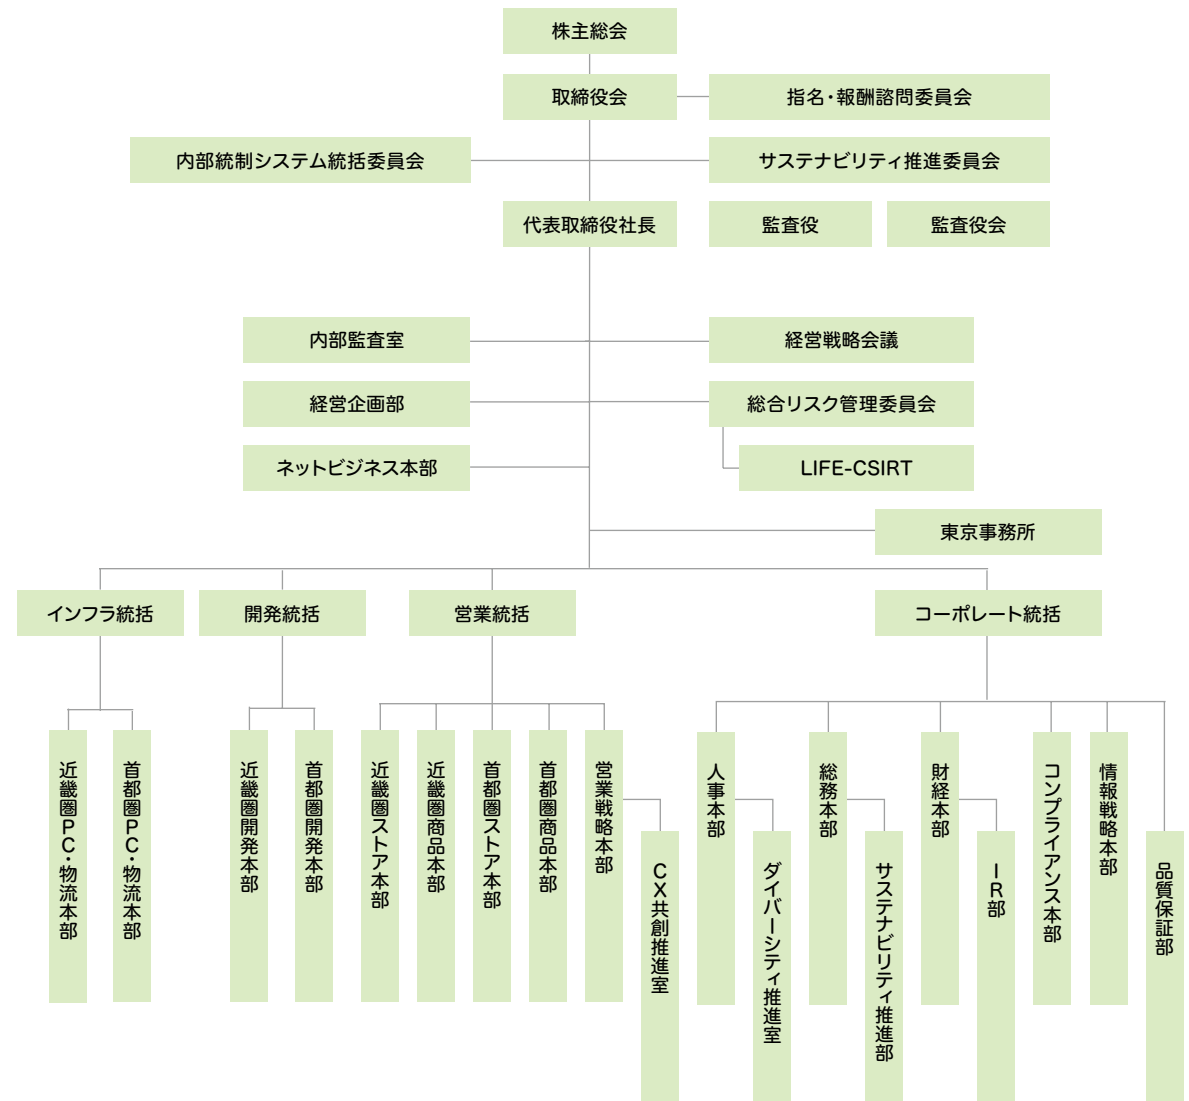 株主総会
取締役会
指名・報酬諮問委員会
内部統制システム統括委員会
サステナビリティ推進委員会
代表取締役社長
監査役
監査役会
内部監査室
経営戦略会議
経営企画部
総合リスク管理委員会
ネットビジネス本部
LIFE-CSIRT
東京事務所
インフラ統括
開発統括
営業統括
コーポレート統括
近畿圏PC・物流本部
首都圏PC・物流本部
近畿圏開発本部
首都圏開発本部
近畿圏ストア本部
近畿圏商品本部
首都圏ストア本部
首都圏商品本部
営業戦略本部
CX共創推進室
人事本部
ダイバーシティ推進室
総務本部
サステナビリティ推進部
財経本部
IR部
コンプライアンス本部
情報戦略本部
品質保証部